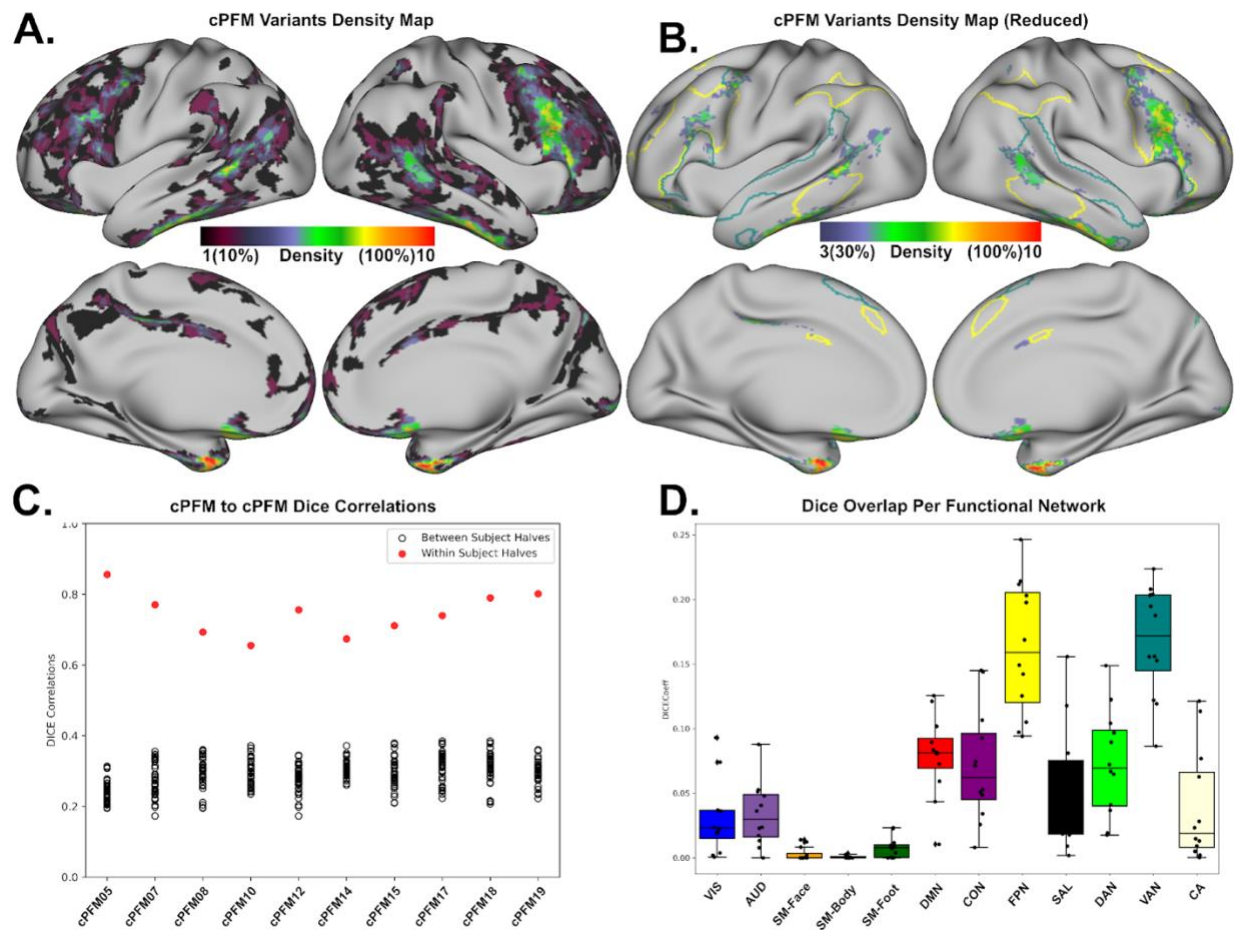 A.
cPFM Variants Density Map
B.
cPFM Variants Density Map (Reduced)
1(10%) Density (100%)10
3(30%) Density (100%)10
C.
cPFM to cPFM Dice Correlations
Between Subject Halves
Within Subject Halves
1.0
0.8
0.6
0.4
0.2
0.0
DICE Correlations
cPFM05
cPFM07
cPFM08
cPFM10
cPFM12
cPFM14
cPFM15
cPFM17
cPFM18
cPFM19
D.
Dice Overlap Per Functional Network
0.25
0.20
0.15
0.10
0.05
0.00
DICECoeff
VIS
AUD
SM-Face
SM-Body
SM-Foot
DMN
CON
FPN
SAL
DAN
VAN
CA